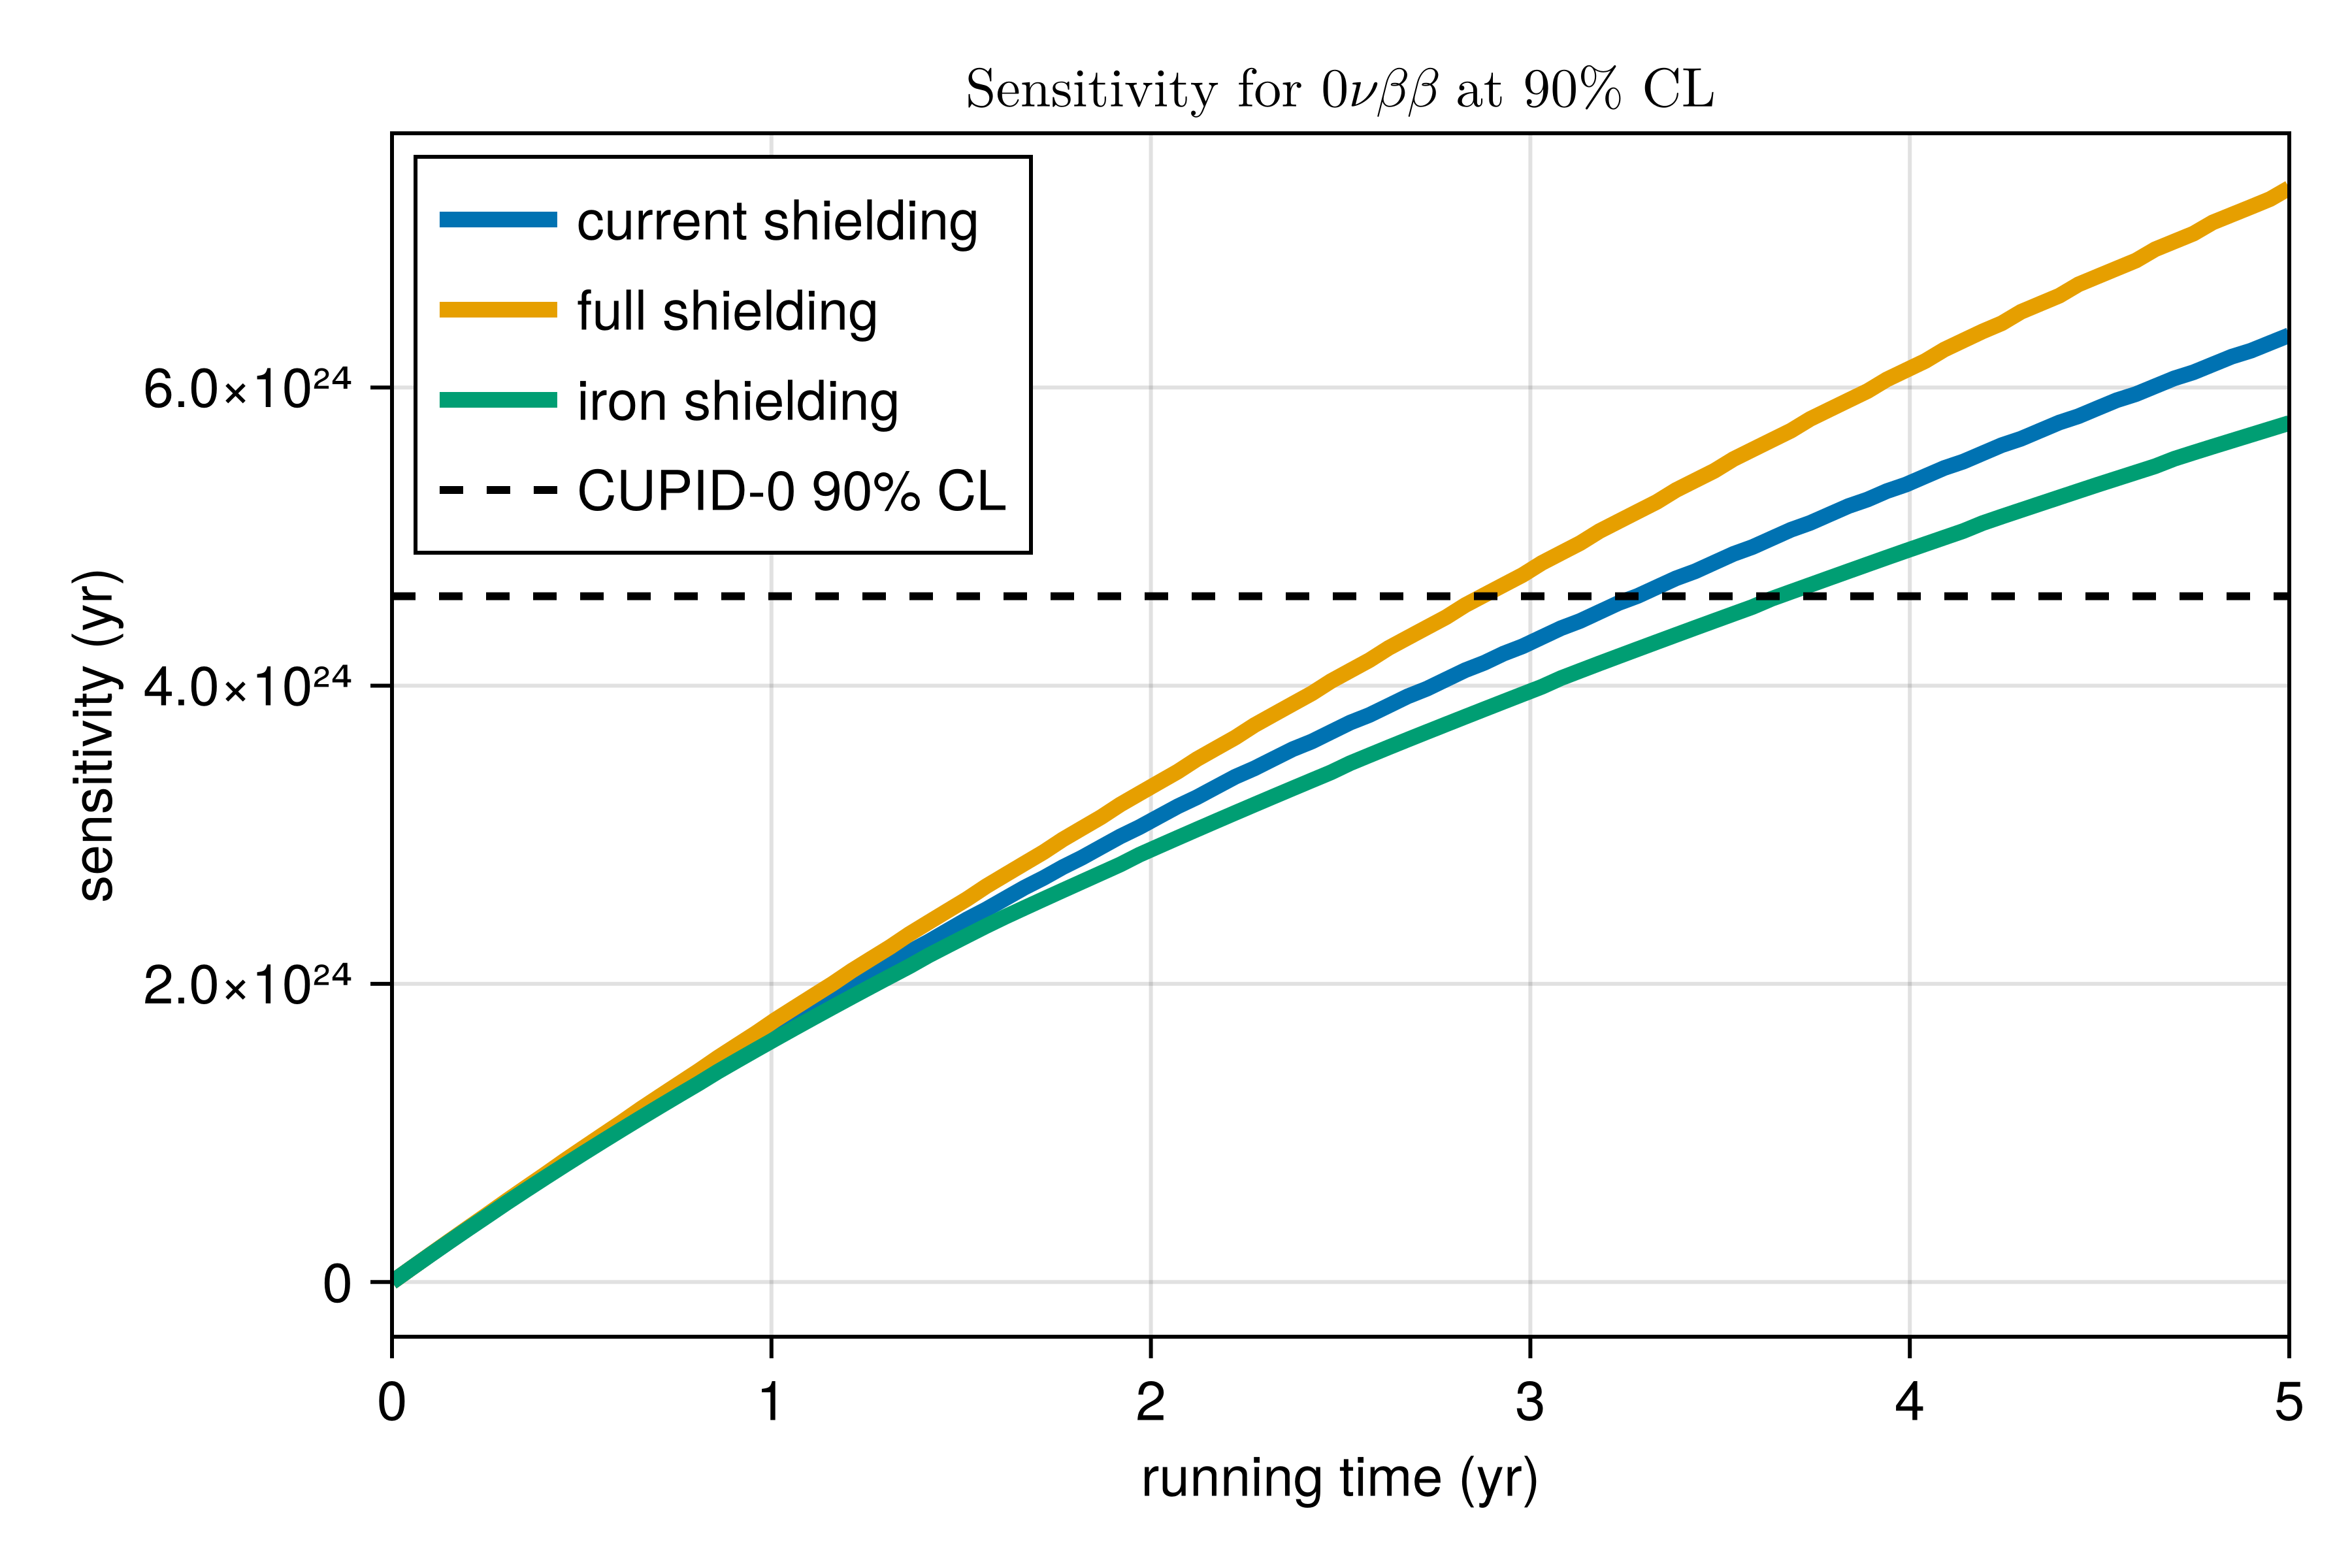 Sensitivity for 0νββ at 90% CL
current shielding
full shielding
iron shielding
CUPID-0 90% CL
sensitivity (yr)
6.0×10²⁴
4.0×10²⁴
2.0×10²⁴
0
0 1 2 3 4 5
running time (yr)